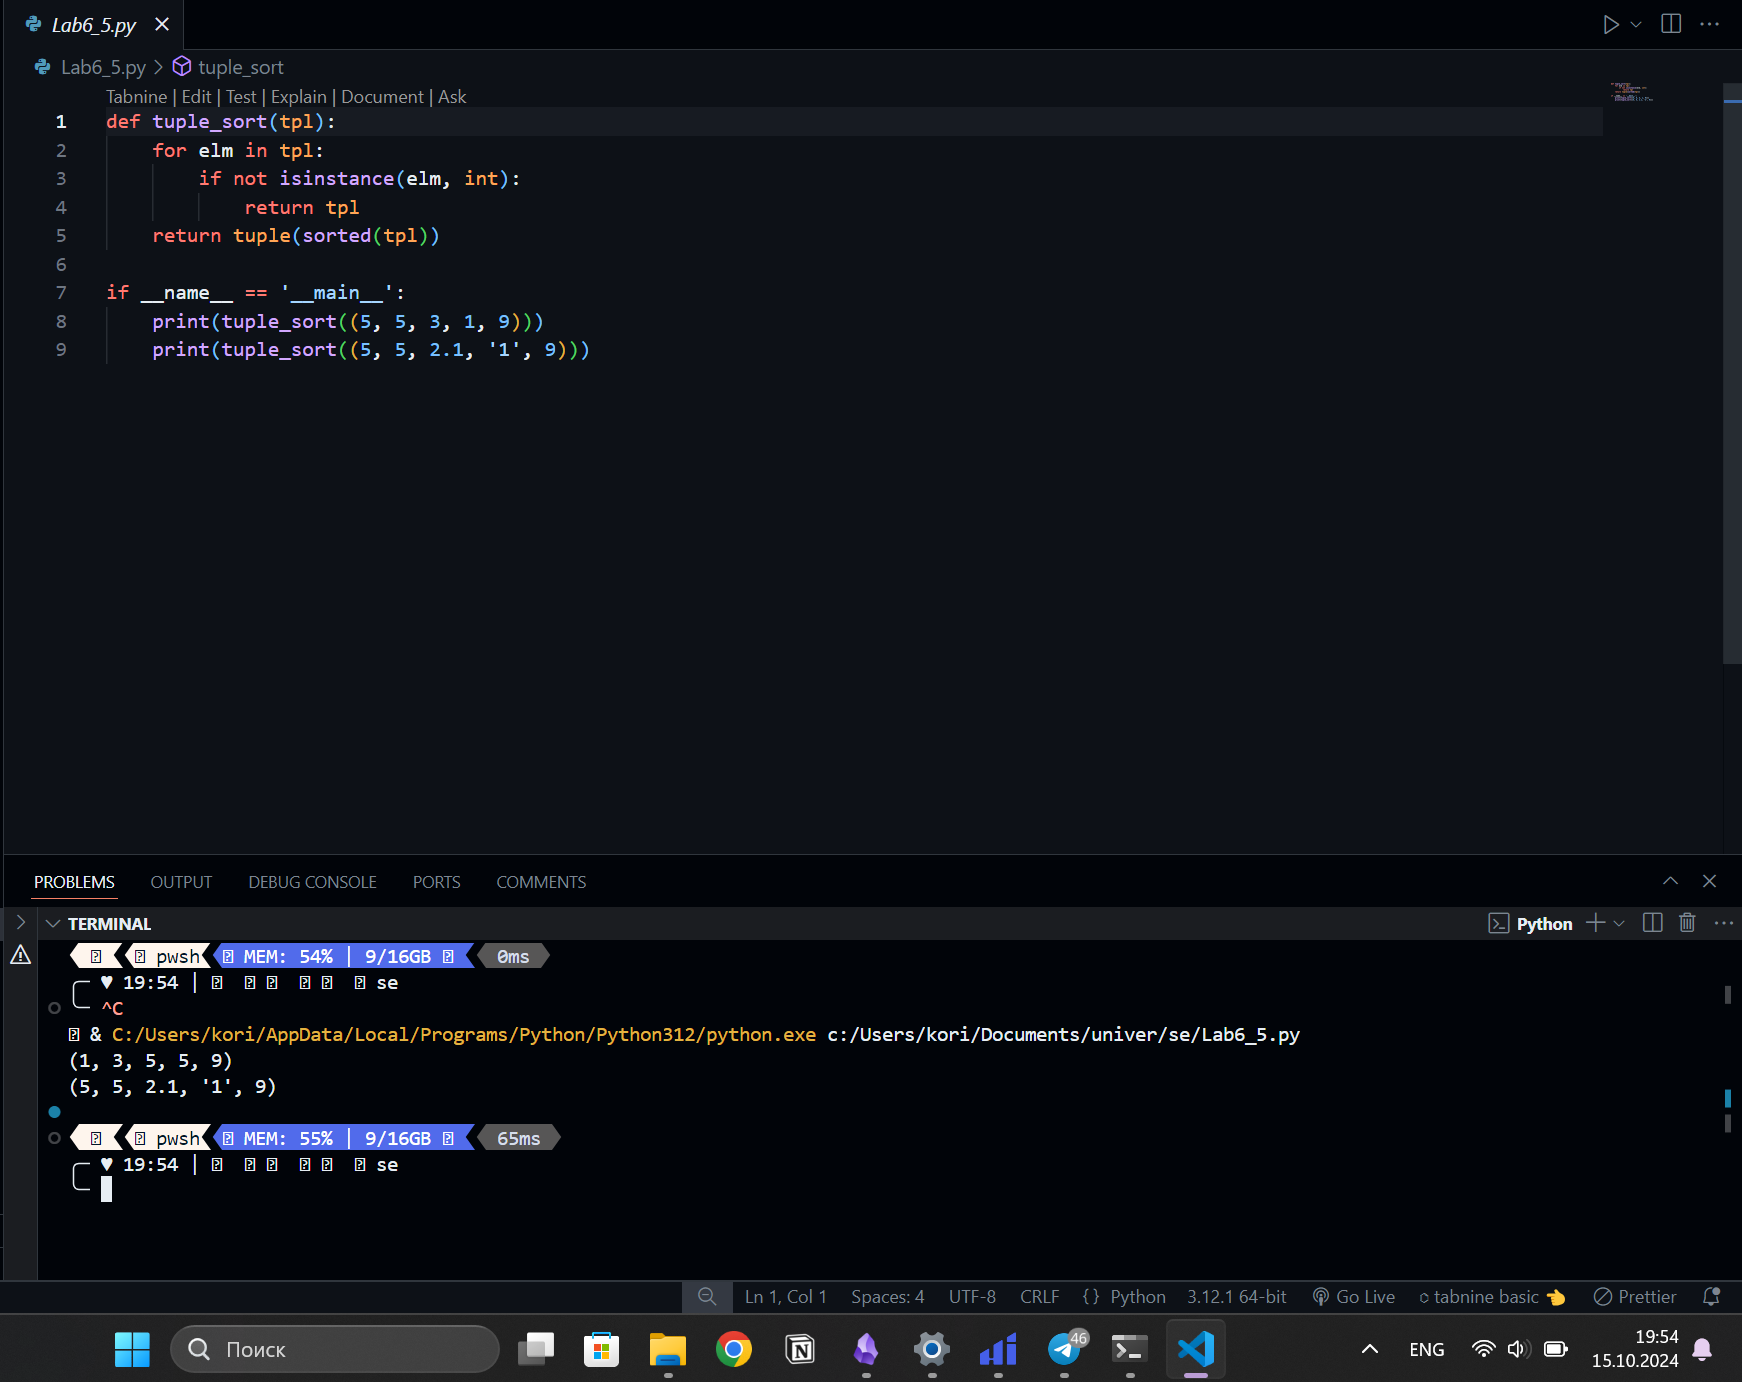 Lab6_5.py
Lab6_5.py > tuple_sort
Tabnine | Edit | Test | Explain | Document | Ask
1 def tuple_sort(tpl):
2     for elm in tpl:
3         if not isinstance(elm, int):
4             return tpl
5     return tuple(sorted(tpl))
6
7 if __name__ == '__main__':
8     print(tuple_sort((5, 5, 3, 1, 9)))
9     print(tuple_sort((5, 5, 2.1, '1', 9)))
PROBLEMS OUTPUT DEBUG CONSOLE PORTS COMMENTS
TERMINAL Python
pwsh MEM: 54% | 9/16GB 0ms
♥ 19:54 | se
^C
& C:/Users/kori/AppData/Local/Programs/Python/Python312/python.exe c:/Users/kori/Documents/univer/se/Lab6_5.py
(1, 3, 5, 5, 9)
(5, 5, 2.1, '1', 9)
pwsh MEM: 55% | 9/16GB 65ms
♥ 19:54 | se
Ln 1, Col 1 Spaces: 4 UTF-8 CRLF {} Python 3.12.1 64-bit Go Live tabnine basic Prettier
Поиск 46 ENG 19:54
15.10.2024